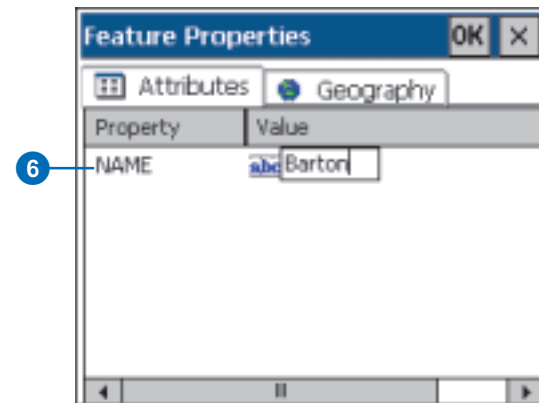 Feature Properties OK ×
Attributes Geography
Property Value
6 NAME abc Barton